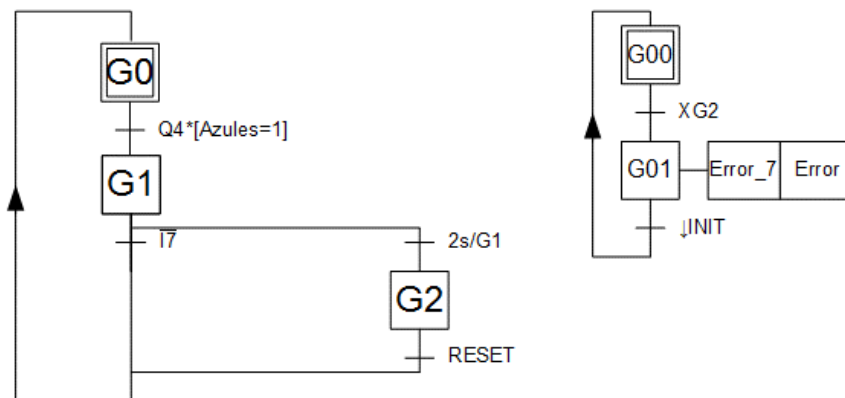 G0
Q4*[Azules=1]
G1
I7
2s/G1
G2
RESET
G00
XG2
G01
Error_7
Error
↓INIT